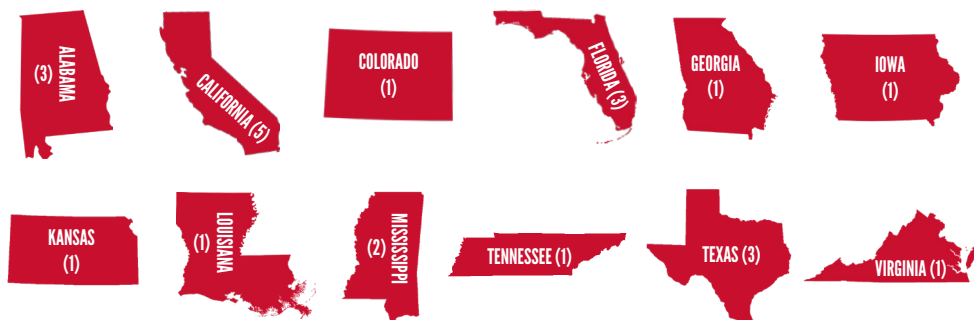 ALABAMA
(3)
CALIFORNIA (5)
COLORADO
(1)
FLORIDA (3)
GEORGIA
(1)
IOWA
(1)
KANSAS
(1)
LOUISIANA
(1)
MISSISSIPPI
(2)
TENNESSEE (1)
TEXAS (3)
VIRGINIA (1)